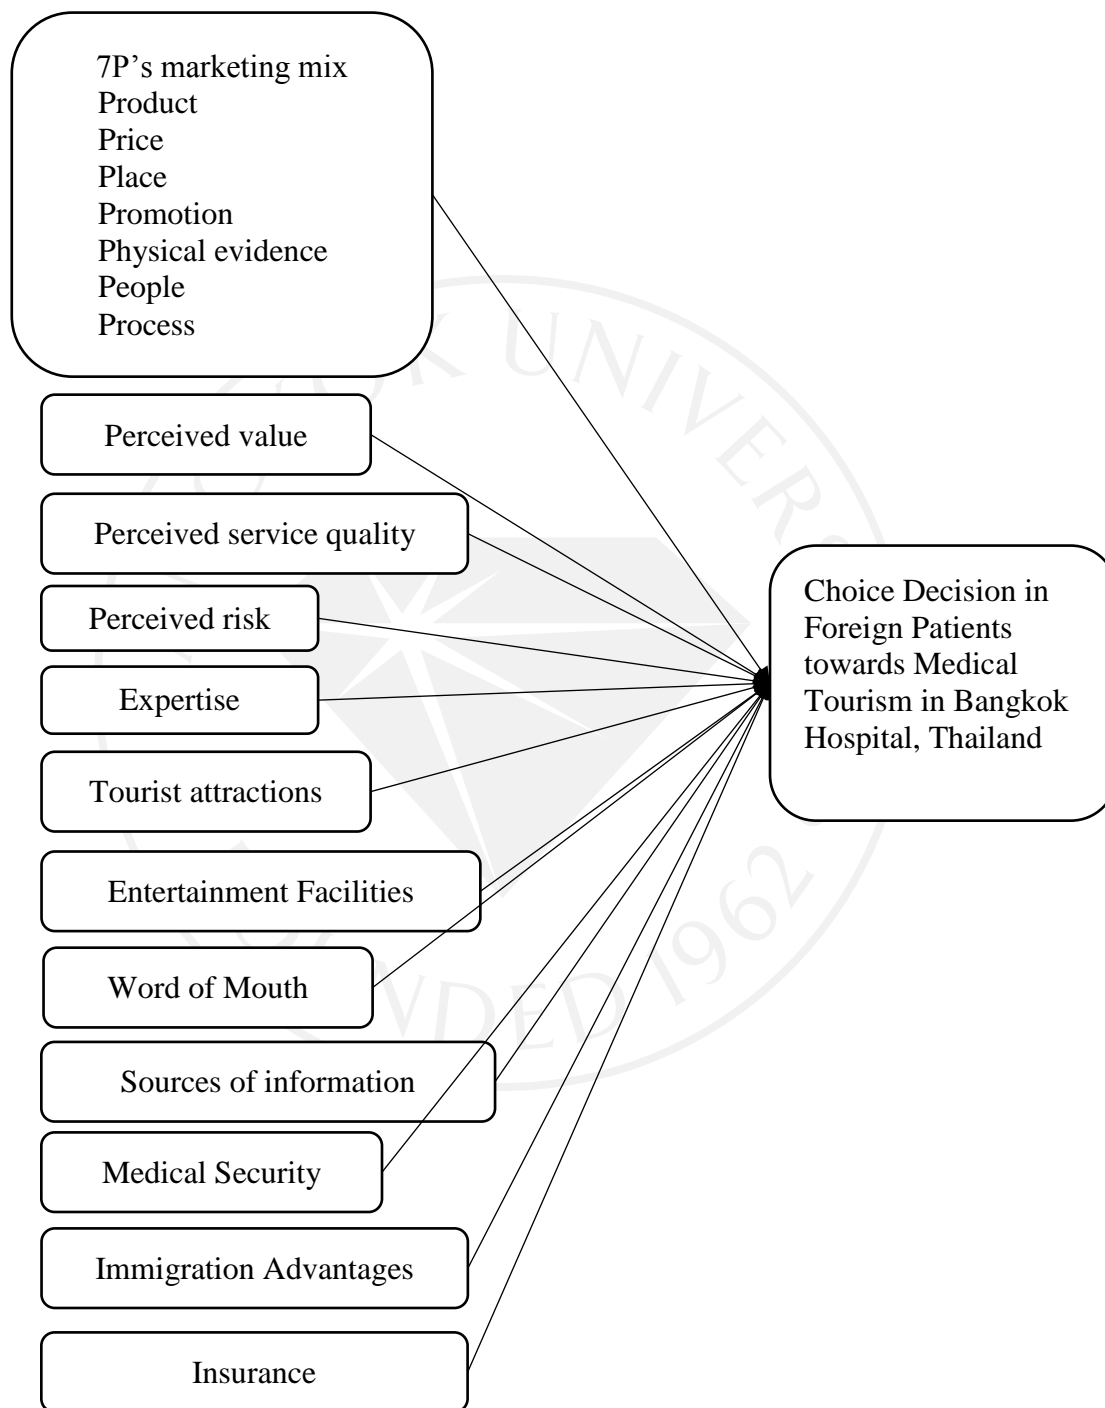 7P’s marketing mix
Product
Price
Place
Promotion
Physical evidence
People
Process
Perceived value
Perceived service quality
Perceived risk
Expertise
Tourist attractions
Entertainment Facilities
Word of Mouth
Sources of information
Medical Security
Immigration Advantages
Insurance
Choice Decision in
Foreign Patients
towards Medical
Tourism in Bangkok
Hospital, Thailand
1962